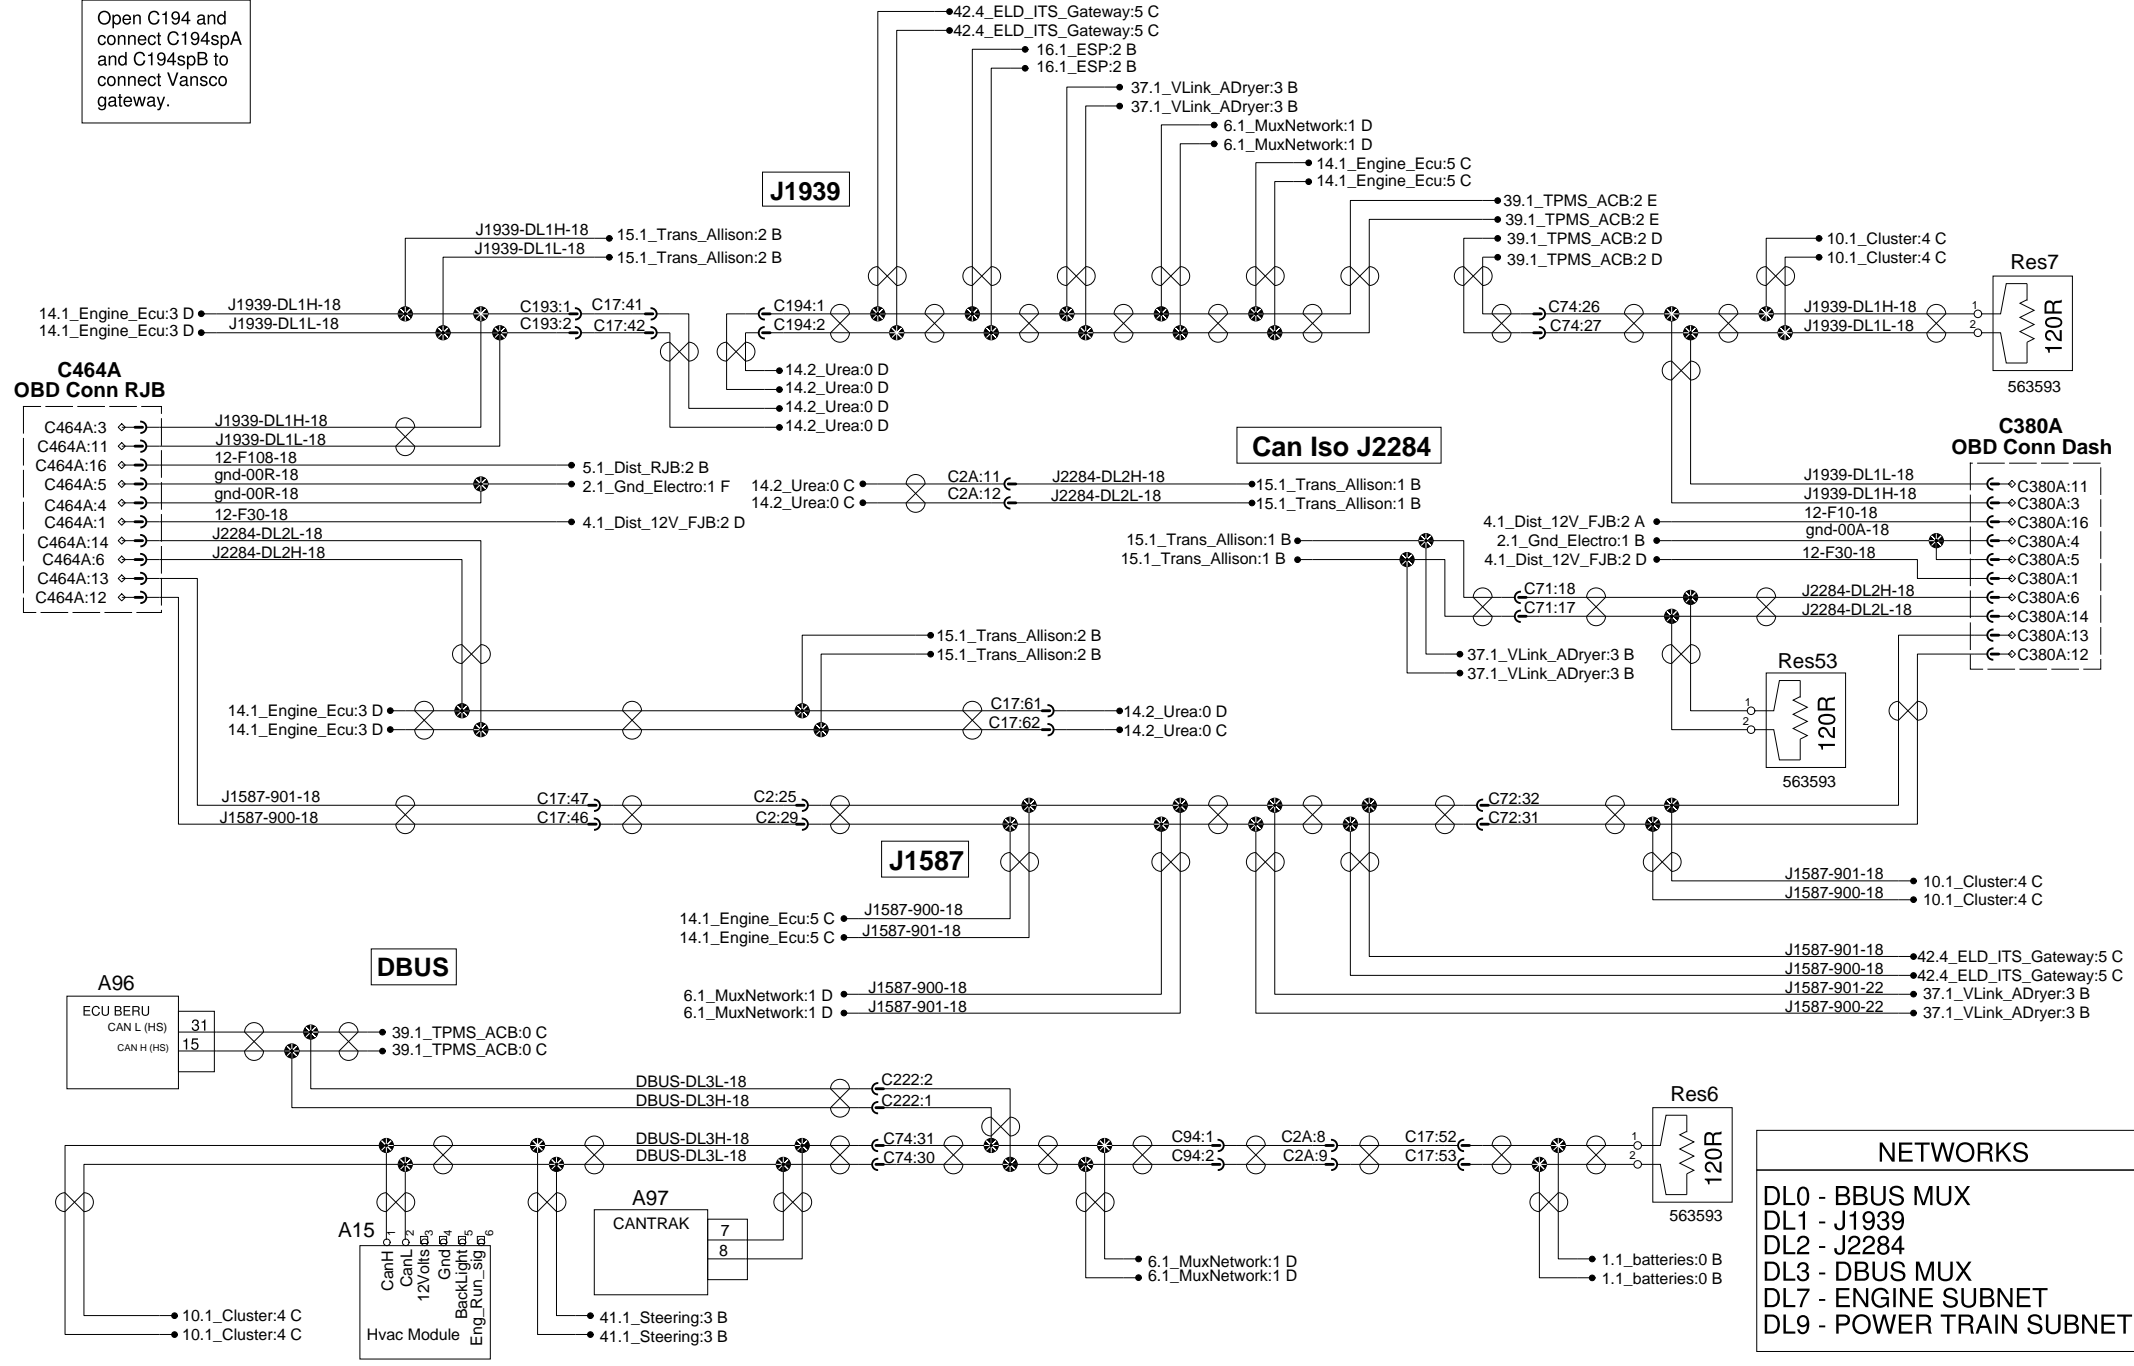 Open C194 and
connect C194spA
and C194spB to
connect Vansco
gateway.
42.4_ELD_ITS_Gateway:5 C
42.4_ELD_ITS_Gateway:5 C
16.1_ESP:2 B
16.1_ESP:2 B
37.1_VLink_ADryer:3 B
37.1_VLink_ADryer:3 B
6.1_MuxNetwork:1 D
6.1_MuxNetwork:1 D
14.1_Engine_Ecu:5 C
14.1_Engine_Ecu:5 C
J1939
39.1_TPMS_ACB:2 E
39.1_TPMS_ACB:2 E
39.1_TPMS_ACB:2 D
39.1_TPMS_ACB:2 D
J1939-DL1H-18 15.1_Trans_Allison:2 B
J1939-DL1L-18 15.1_Trans_Allison:2 B
10.1_Cluster:4 C
10.1_Cluster:4 C
Res7
14.1_Engine_Ecu:3 D J1939-DL1H-18 C193:1 C17:41 C194:1 C74:26 J1939-DL1H-18 1
14.1_Engine_Ecu:3 D J1939-DL1L-18 C193:2 C17:42 C194:2 C74:27 J1939-DL1L-18 2
120R
563593
14.2_Urea:0 D
14.2_Urea:0 D
14.2_Urea:0 D
14.2_Urea:0 D
C464A
OBD Conn RJB
C464A:3 J1939-DL1H-18
C464A:11 J1939-DL1L-18
C464A:16 12-F108-18 5.1_Dist_RJB:2 B
C464A:5 gnd-00R-18 2.1_Gnd_Electro:1 F
C464A:4 gnd-00R-18
C464A:1 12-F30-18 4.1_Dist_12V_FJB:2 D
C464A:14 J2284-DL2L-18
C464A:6 J2284-DL2H-18
C464A:13
C464A:12
Can Iso J2284
14.2_Urea:0 C C2A:11 J2284-DL2H-18 15.1_Trans_Allison:1 B
14.2_Urea:0 C C2A:12 J2284-DL2L-18 15.1_Trans_Allison:1 B
C380A
OBD Conn Dash
J1939-DL1L-18 C380A:11
J1939-DL1H-18 C380A:3
4.1_Dist_12V_FJB:2 A 12-F10-18 C380A:16
2.1_Gnd_Electro:1 B gnd-00A-18 C380A:4
4.1_Dist_12V_FJB:2 D 12-F30-18 C380A:5
C380A:1
15.1_Trans_Allison:1 B
15.1_Trans_Allison:1 B
C71:18 J2284-DL2H-18 C380A:6
C71:17 J2284-DL2L-18 C380A:14
C380A:13
C380A:12
37.1_VLink_ADryer:3 B
37.1_VLink_ADryer:3 B
Res53
1
2
120R
563593
15.1_Trans_Allison:2 B
15.1_Trans_Allison:2 B
14.1_Engine_Ecu:3 D C17:61 14.2_Urea:0 D
14.1_Engine_Ecu:3 D C17:62 14.2_Urea:0 C
J1587-901-18 C17:47 C2:25 C72:32
J1587-900-18 C17:46 C2:29 C72:31
J1587
J1587-901-18 10.1_Cluster:4 C
J1587-900-18 10.1_Cluster:4 C
14.1_Engine_Ecu:5 C J1587-900-18
14.1_Engine_Ecu:5 C J1587-901-18
J1587-901-18 42.4_ELD_ITS_Gateway:5 C
J1587-900-18 42.4_ELD_ITS_Gateway:5 C
6.1_MuxNetwork:1 D J1587-900-18
6.1_MuxNetwork:1 D J1587-901-18
J1587-901-22 37.1_VLink_ADryer:3 B
J1587-900-22 37.1_VLink_ADryer:3 B
DBUS
A96
ECU BERU
CAN L (HS) 31 39.1_TPMS_ACB:0 C
CAN H (HS) 15 39.1_TPMS_ACB:0 C
DBUS-DL3L-18 C222:2
DBUS-DL3H-18 C222:1
DBUS-DL3H-18 C74:31 C94:1 C2A:8 C17:52 1
DBUS-DL3L-18 C74:30 C94:2 C2A:9 C17:53 2
Res6
120R
563593
A97
CANTRAK
7
8
A15
1
2
3
4
5
6
CanH
CanL
12Volts
Gnd
BackLight
Eng_Run_sig
Hvac Module
10.1_Cluster:4 C
10.1_Cluster:4 C
41.1_Steering:3 B
41.1_Steering:3 B
6.1_MuxNetwork:1 D
6.1_MuxNetwork:1 D
1.1_batteries:0 B
1.1_batteries:0 B
NETWORKS
DL0 - BBUS MUX
DL1 - J1939
DL2 - J2284
DL3 - DBUS MUX
DL7 - ENGINE SUBNET
DL9 - POWER TRAIN SUBNET